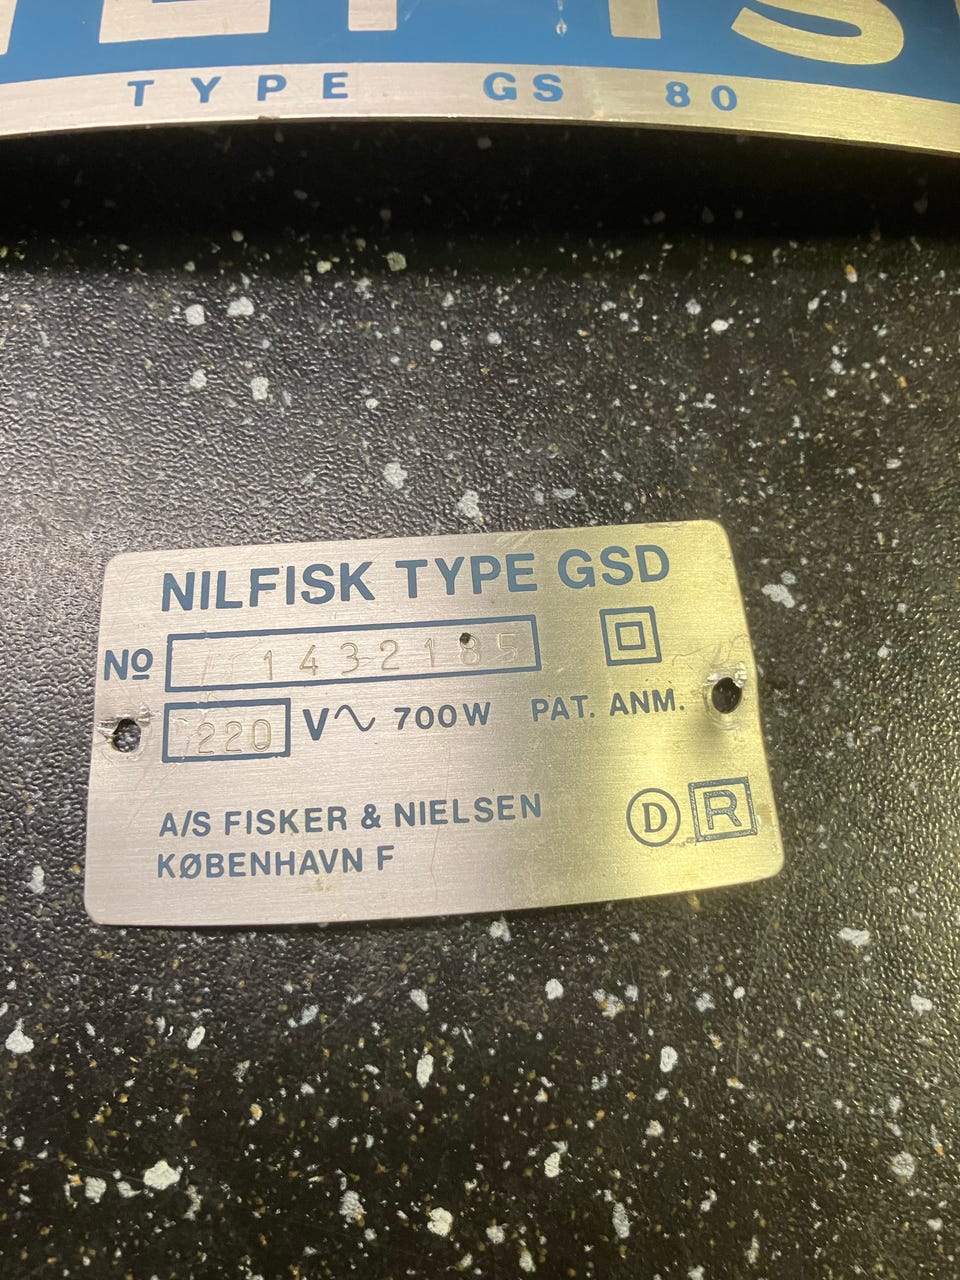 TYPE GS 80
NILFISK TYPE GSD
No 1432185
220 V~ 700W PAT. ANM.
A/S FISKER & NIELSEN
KØBENHAVN F
D R